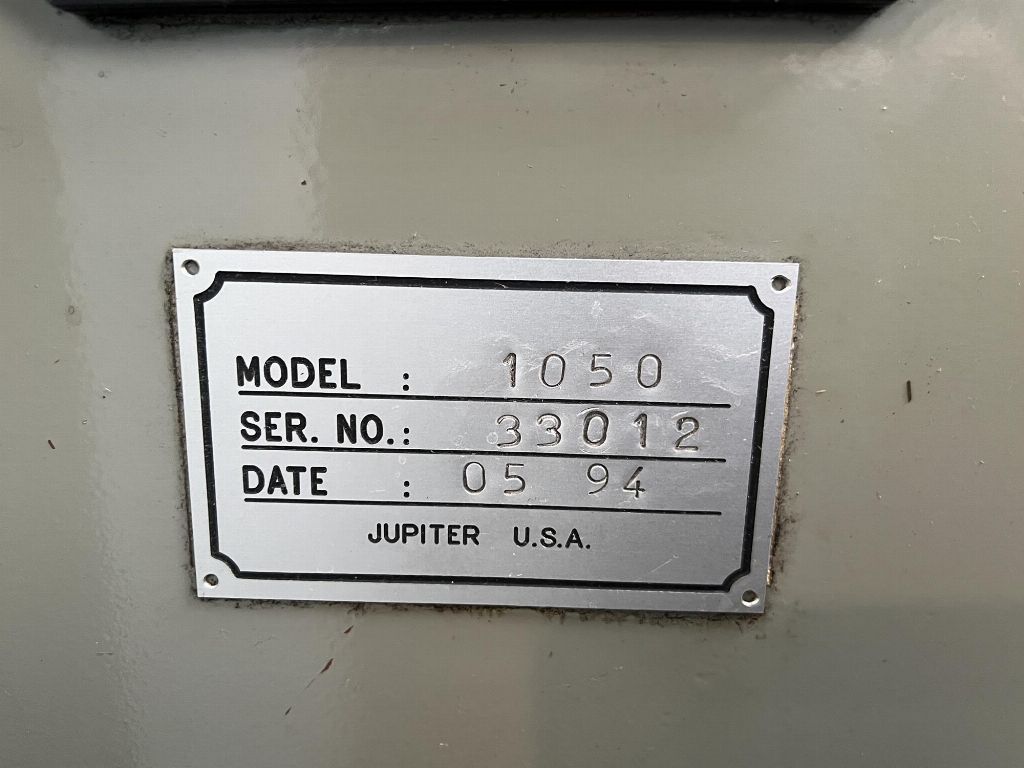 MODEL : 1050
SER. NO.: 33012
DATE : 05 94
JUPITER U.S.A.